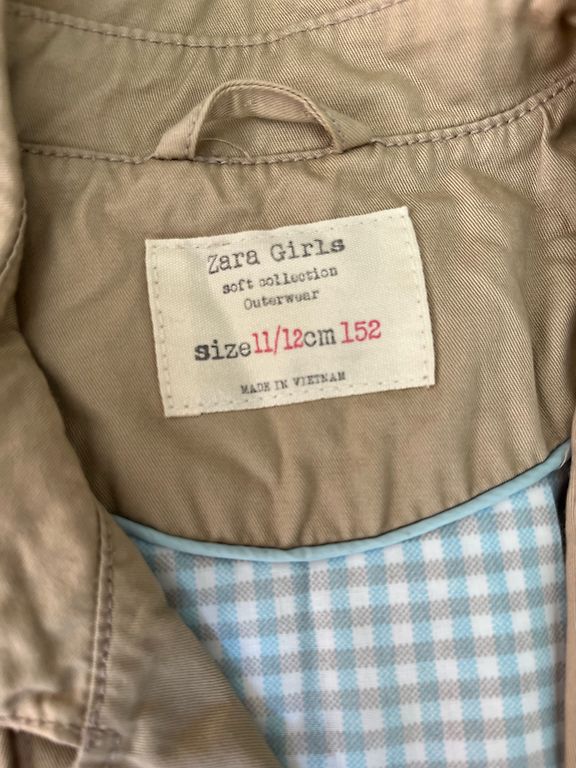 Zara Girls
soft collection
Outerwear
size 11/12 cm 152
MADE IN VIETNAM